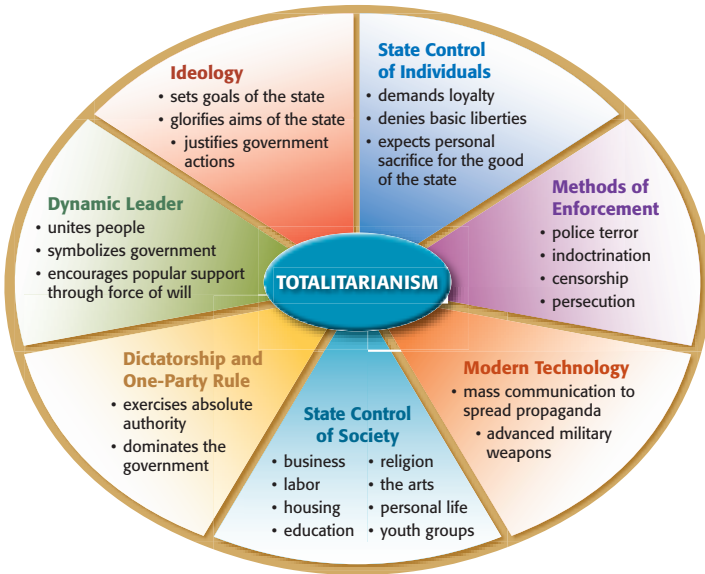 Ideology
• sets goals of the state
• glorifies aims of the state
• justifies government
actions
State Control
of Individuals
• demands loyalty
• denies basic liberties
• expects personal
sacrifice for the good
of the state
Dynamic Leader
• unites people
• symbolizes government
• encourages popular support
through force of will
Methods of
Enforcement
• police terror
• indoctrination
• censorship
• persecution
TOTALITARIANISM
Dictatorship and
One-Party Rule
• exercises absolute
authority
• dominates the
government
State Control
of Society
• business
• labor
• housing
• education
• religion
• the arts
• personal life
• youth groups
Modern Technology
• mass communication to
spread propaganda
• advanced military
weapons